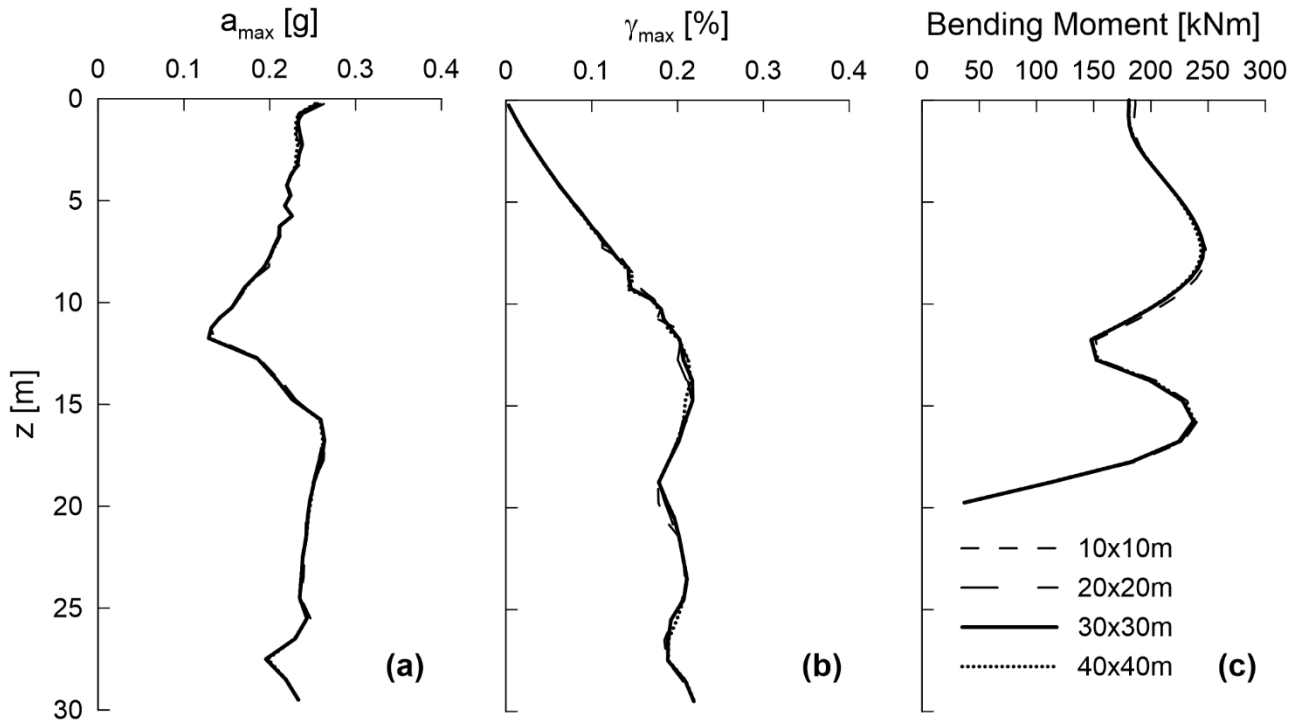 a_max [g]
0 0.1 0.2 0.3 0.4
0
5
10
15
20
25
30
z [m]
(a)
γ_max [%]
0 0.1 0.2 0.3 0.4
(b)
Bending Moment [kNm]
0 50 100 150 200 250 300
10x10m
20x20m
30x30m
40x40m
(c)